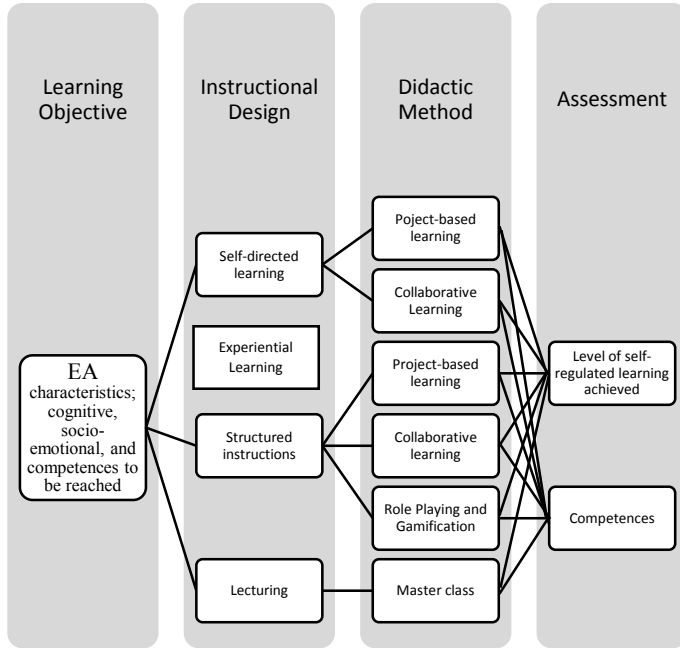 Learning
Objective
Instructional
Design
Didactic
Method
Assessment
EA
characteristics;
cognitive,
socio-
emotional, and
competences to
be reached
Self-directed
learning
Experiential
Learning
Structured
instructions
Lecturing
Poject-based
learning
Collaborative
Learning
Project-based
learning
Collaborative
learning
Role Playing and
Gamification
Master class
Level of self-
regulated learning
achieved
Competences